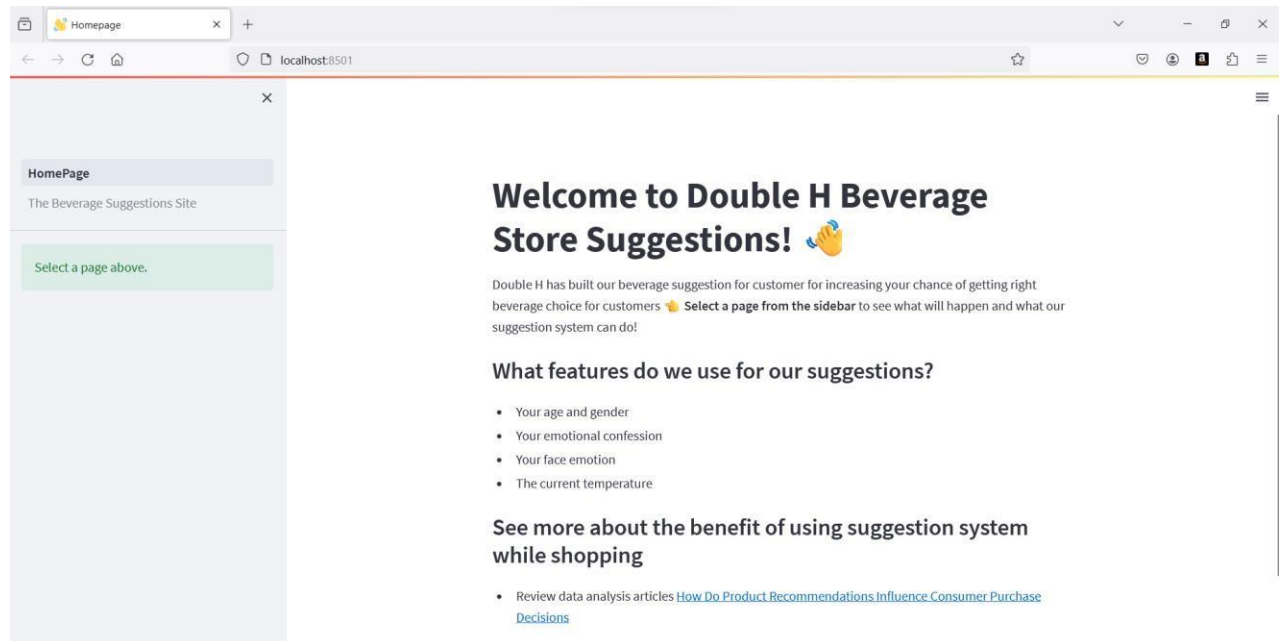 Homepage
localhost:8501
a
HomePage
The Beverage Suggestions Site
Select a page above.
Welcome to Double H Beverage
Store Suggestions! 👋
Double H has built our beverage suggestion for customer for increasing your chance of getting right
beverage choice for customers 👈 Select a page from the sidebar to see what will happen and what our
suggestion system can do!
What features do we use for our suggestions?
• Your age and gender
• Your emotional confession
• Your face emotion
• The current temperature
See more about the benefit of using suggestion system
while shopping
• Review data analysis articles How Do Product Recommendations Influence Consumer Purchase
Decisions